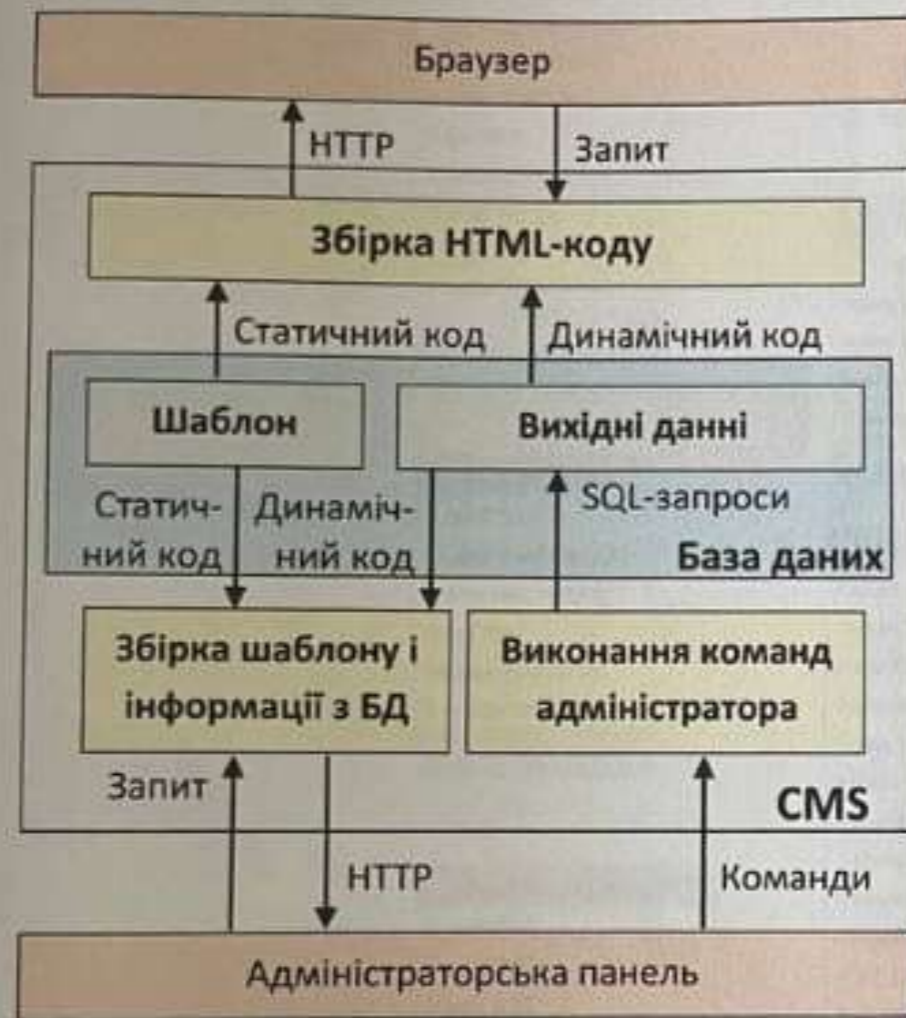 Браузер
HTTP
Запит
Збірка HTML-коду
Статичний код
Динамічний код
Шаблон
Вихідні данні
Статич-
ний код
Динаміч-
ний код
SQL-запроси
База даних
Збірка шаблону і
інформації з БД
Виконання команд
адміністратора
Запит
CMS
HTTP
Команди
Адміністраторська панель